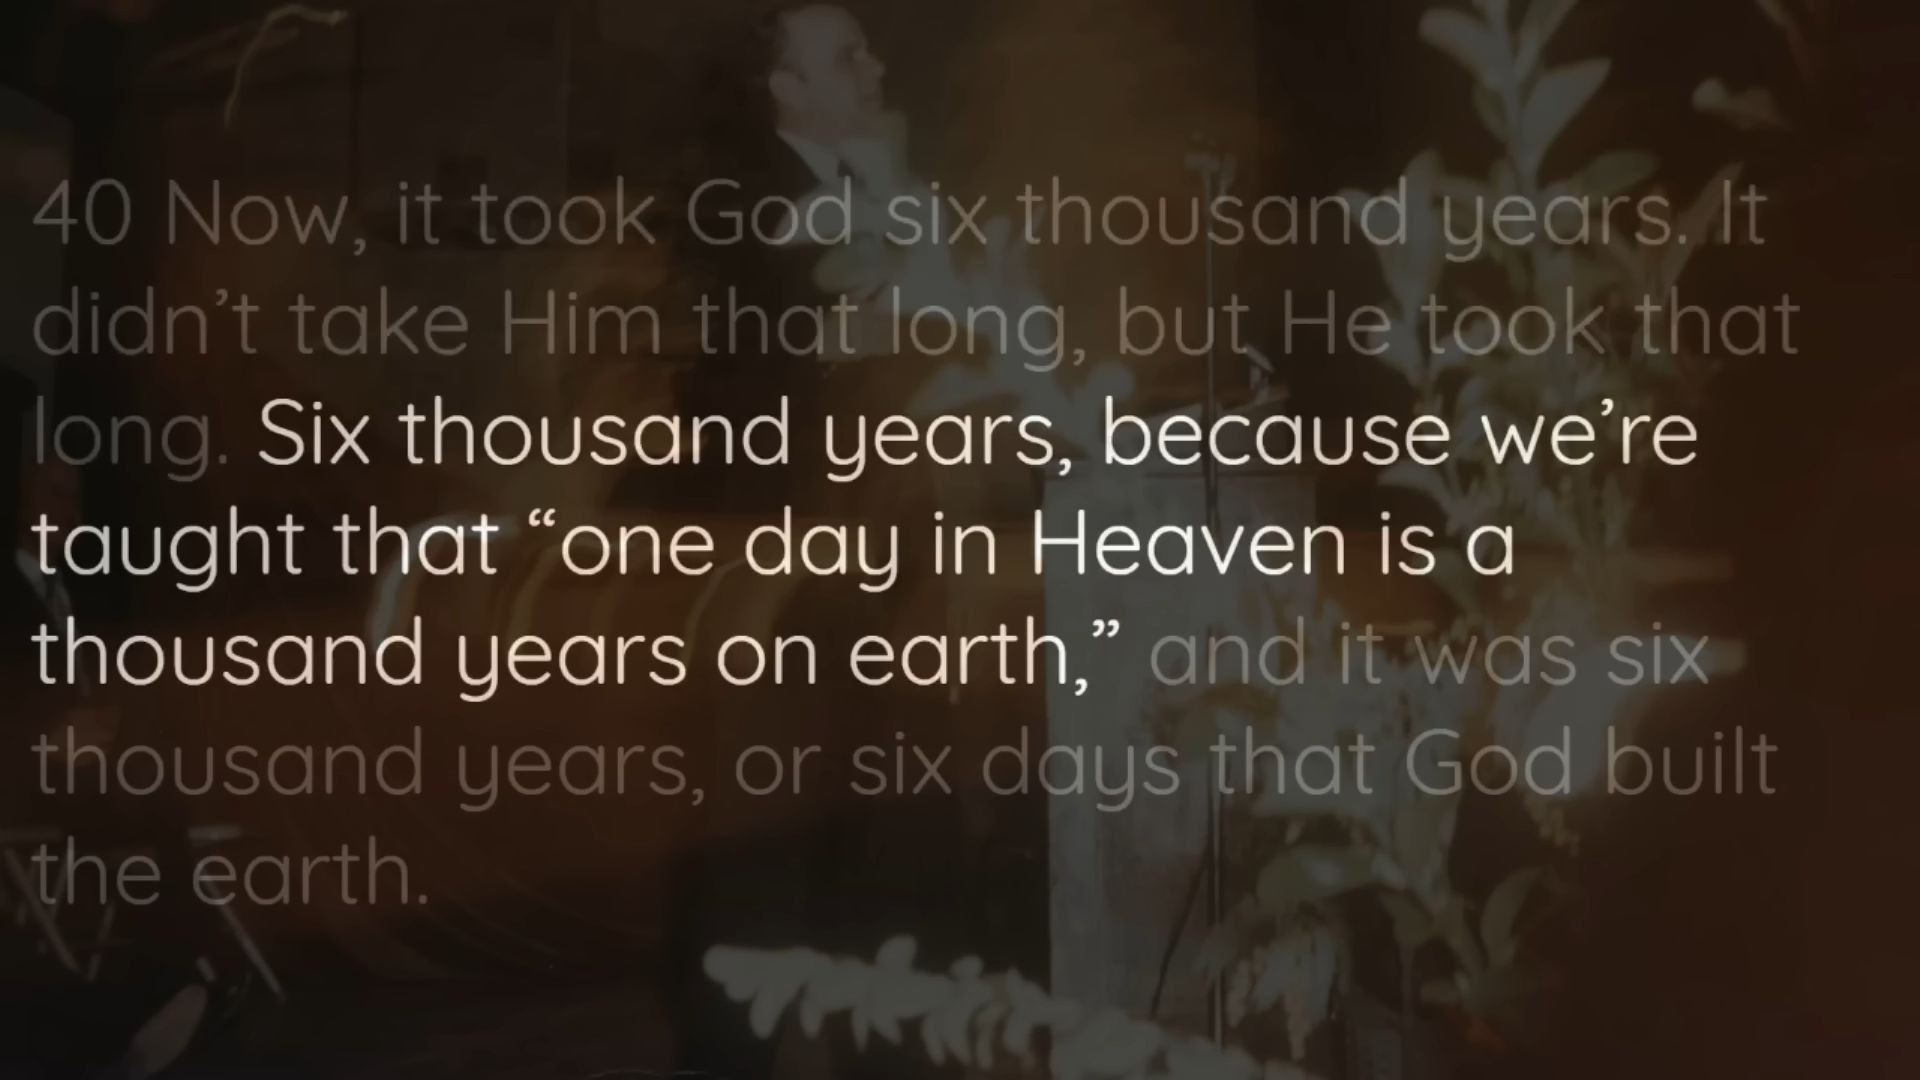 40 Now, it took God six thousand years. It
didn’t take Him that long, but He took that
long. Six thousand years, because we’re
taught that “one day in Heaven is a
thousand years on earth,” and it was six
thousand years, or six days that God built
the earth.